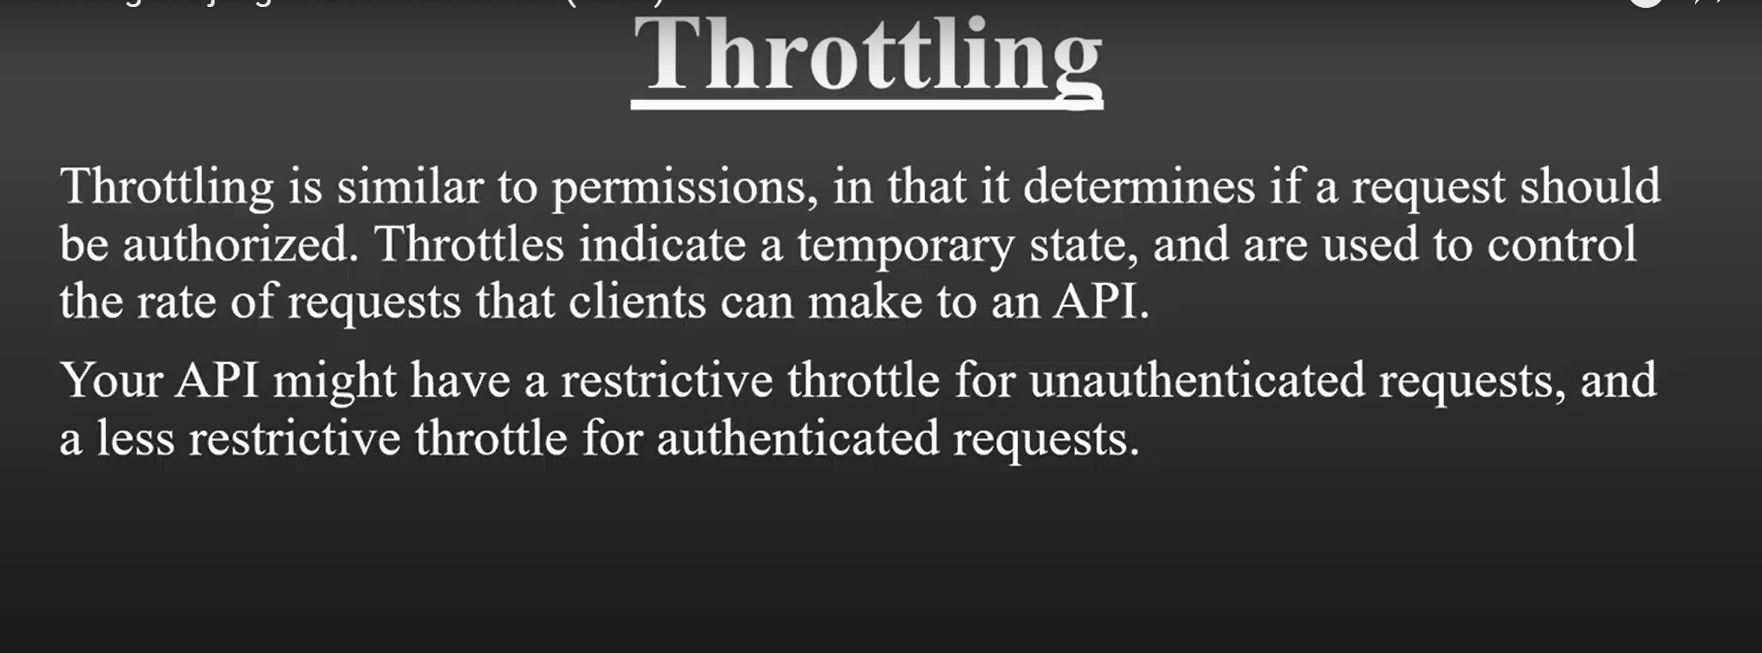 Throttling
Throttling is similar to permissions, in that it determines if a request should
be authorized. Throttles indicate a temporary state, and are used to control
the rate of requests that clients can make to an API.
Your API might have a restrictive throttle for unauthenticated requests, and
a less restrictive throttle for authenticated requests.